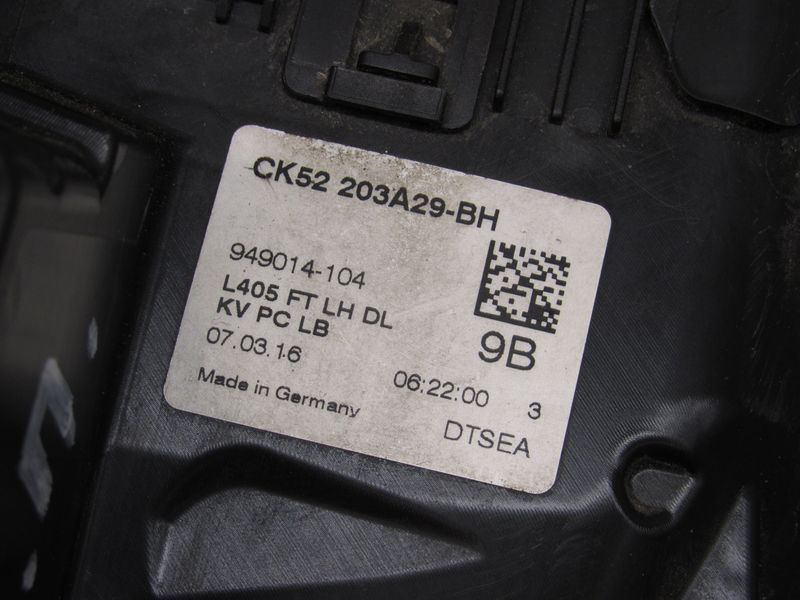 CK52 203A29-BH
949014-104
L405 FT LH DL
KV PC LB
9B
07.03.16
06:22:00 3
Made in Germany
DTSEA